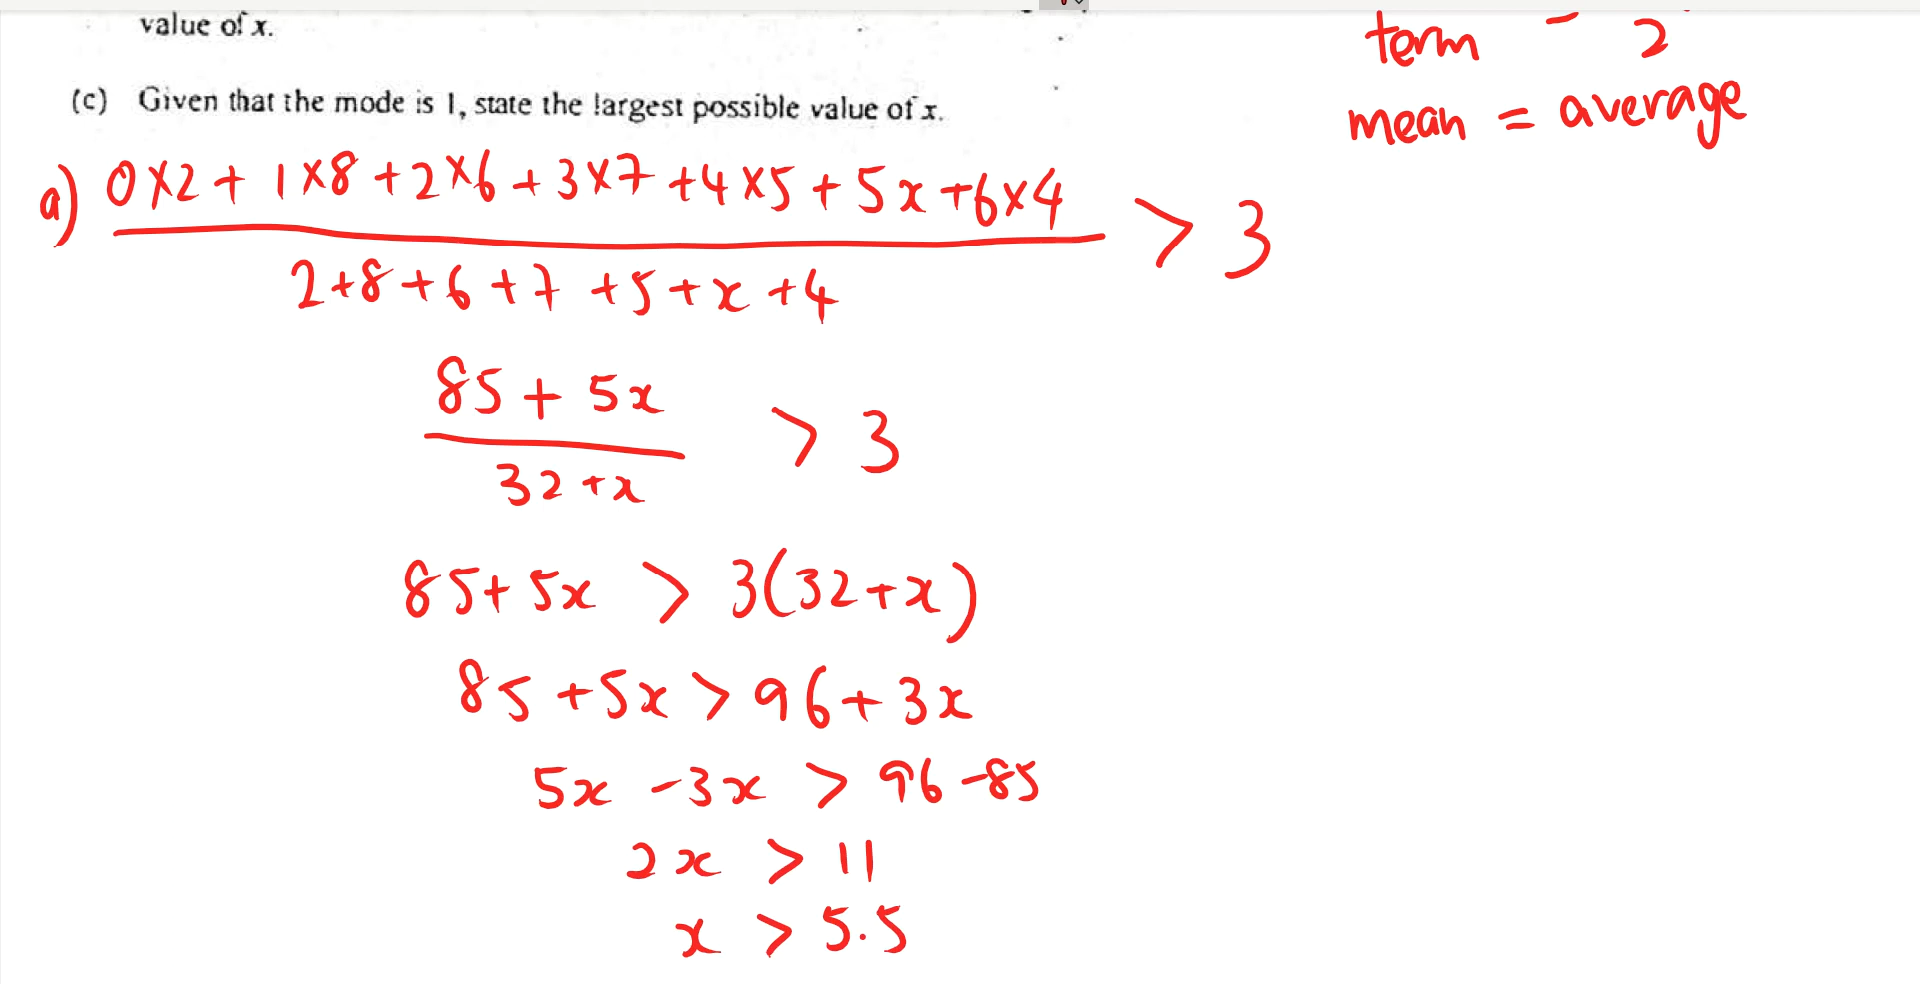 value of x.
term = 2
(c) Given that the mode is 1, state the largest possible value of x.
mean = average
a) 0×2 + 1×8 + 2×6 + 3×7 + 4×5 + 5x + 6×4 > 3
2+8+6+7+5+x+4
85 + 5x > 3
32 + x
85 + 5x > 3(32+x)
85 + 5x > 96 + 3x
5x - 3x > 96 - 85
2x > 11
x > 5.5